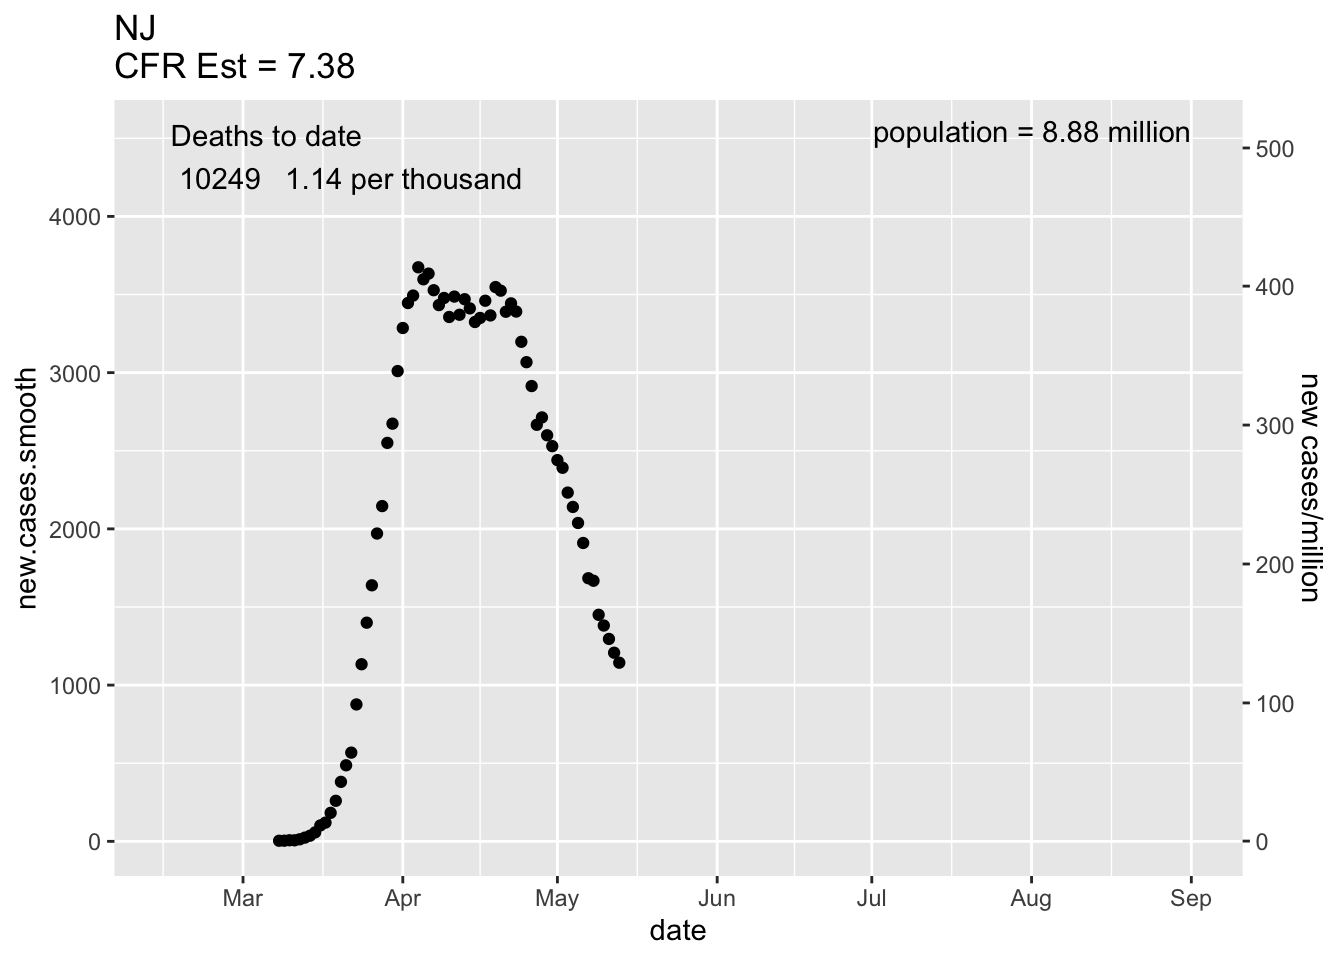 NJ
CFR Est = 7.38
Deaths to date
10249 1.14 per thousand
population = 8.88 million
new.cases.smooth
4000
3000
2000
1000
0
500
400
300
200
100
0
new cases/million
Mar Apr May Jun Jul Aug Sep
date